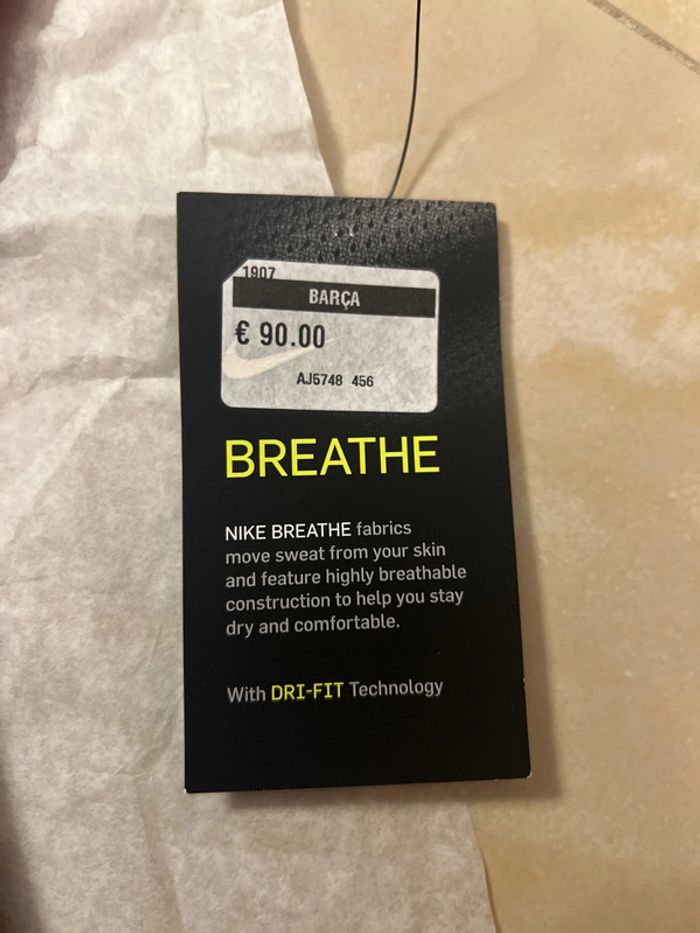 1907
BARÇA
€ 90.00
AJ5748 456
BREATHE
NIKE BREATHE fabrics
move sweat from your skin
and feature highly breathable
construction to help you stay
dry and comfortable.
With DRI-FIT Technology